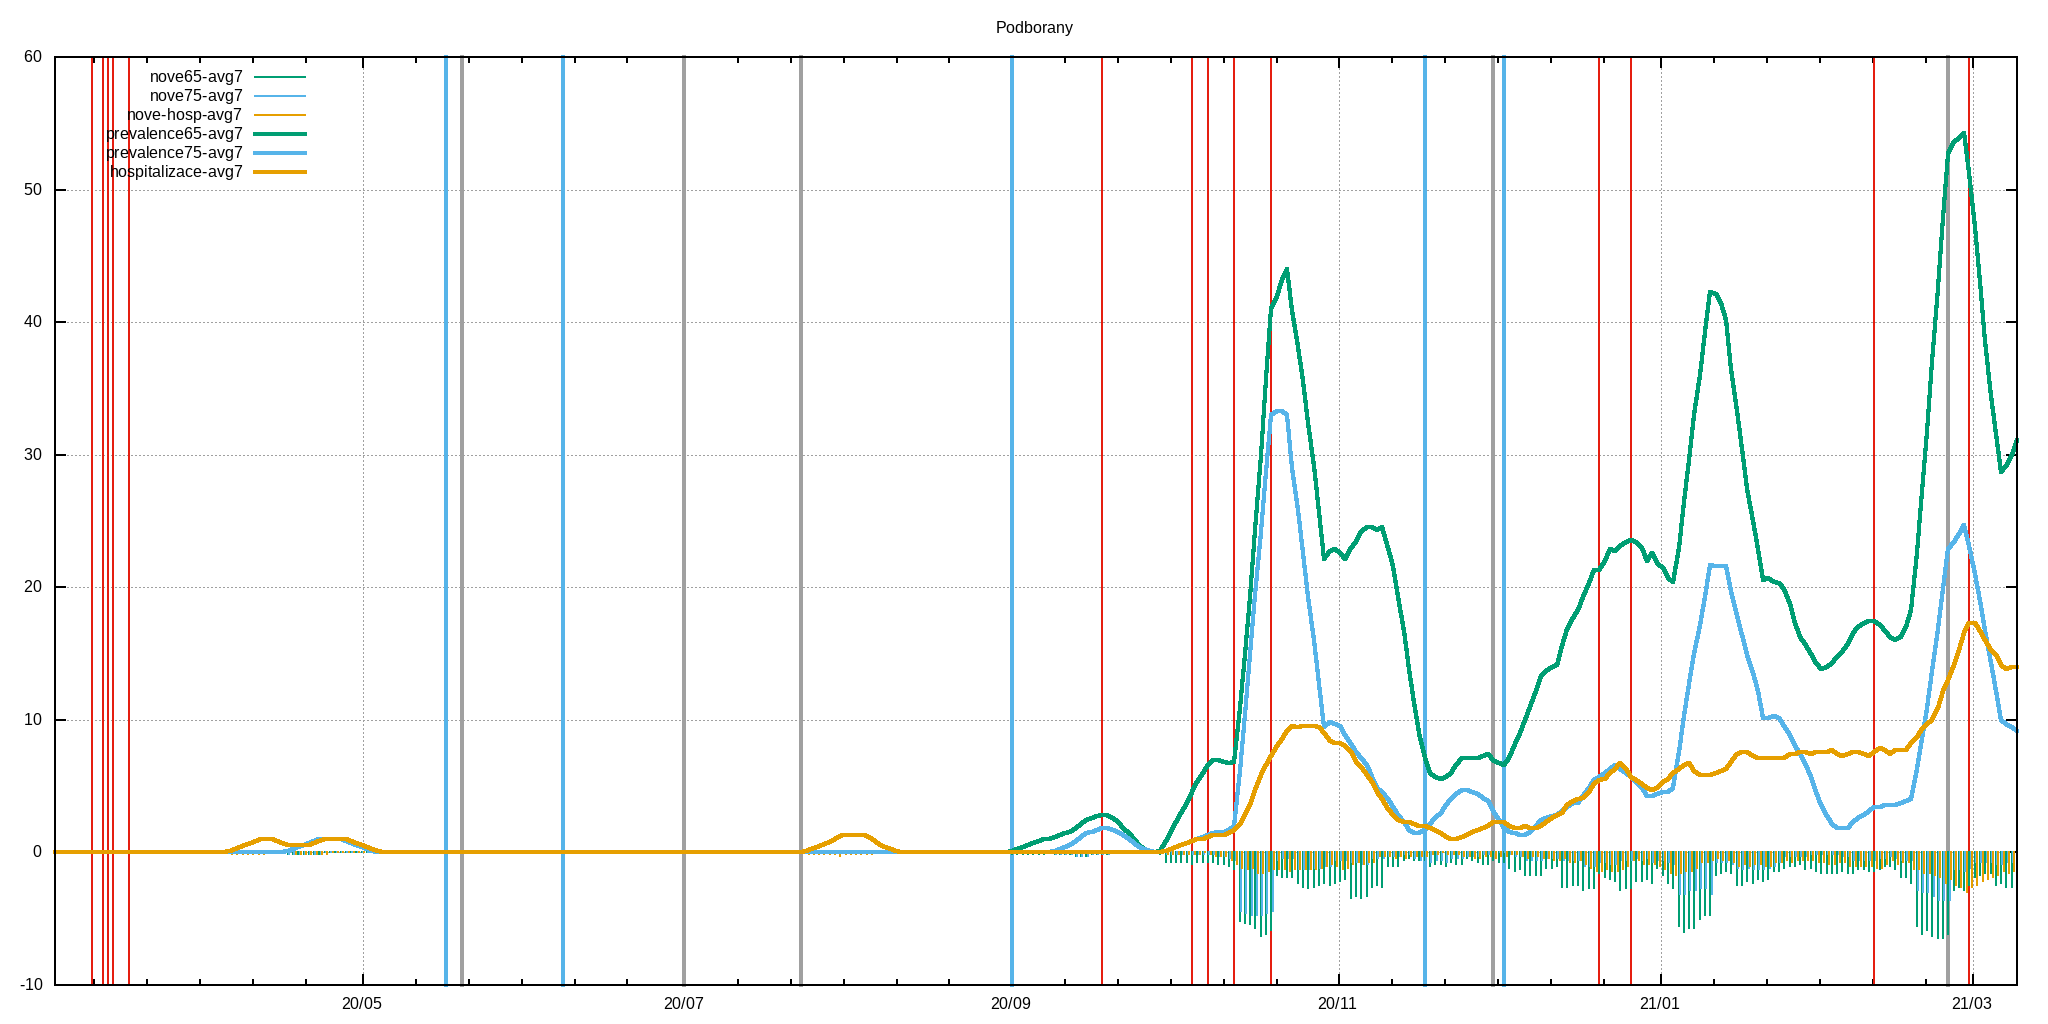 Podborany
60
50
40
30
20
10
0
-10
nove65-avg7
nove75-avg7
nove-hosp-avg7
prevalence65-avg7
prevalence75-avg7
hospitalizace-avg7
20/05 20/07 20/09 20/11 21/01 21/03